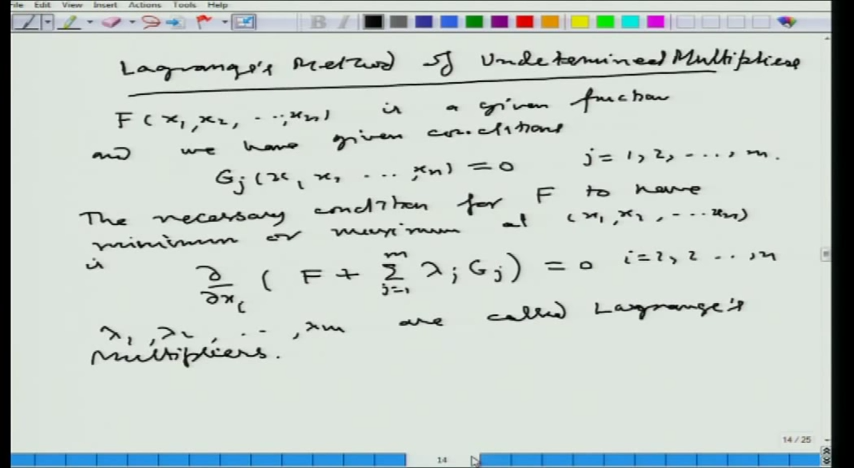 File Edit View Insert Actions Tools Help
Lagrange's Method of Undetermined Multipliers
F(x₁, x₂, ..., xₙ) is a given function
and we have given conditions
Gⱼ(x₁, x₂, ..., xₙ) = 0 j = 1, 2, ..., m.
The necessary condition for F to have
minimum or maximum at (x₁, x₂, ... xₙ)
is ∂/∂xᵢ ( F + Σⱼ₌₁ᵐ λⱼ Gⱼ ) = 0 i = 1, 2 ..., n
λ₁, λ₂, ..., λm are called Lagrange's
Multipliers.
14 / 25
14